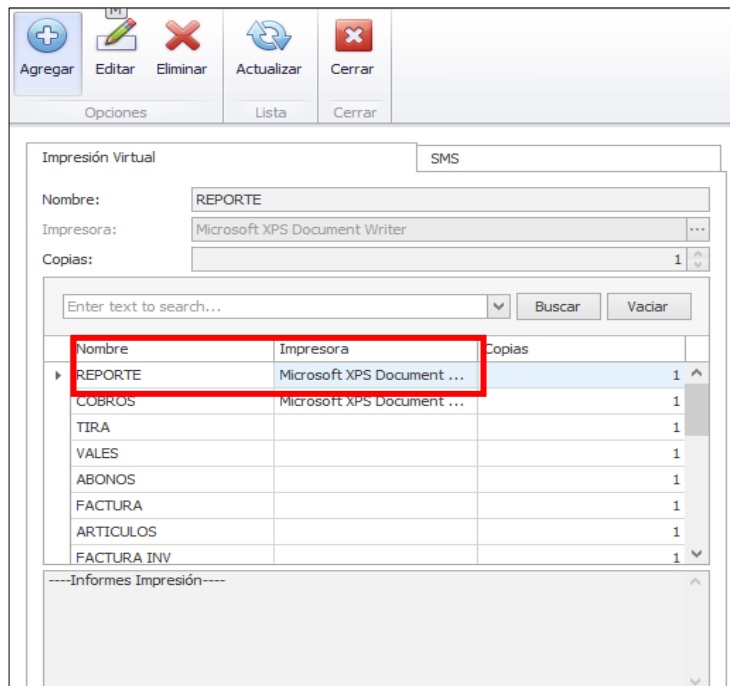 M
Agregar Editar Eliminar Actualizar Cerrar
Opciones Lista Cerrar
Impresión Virtual SMS
Nombre: REPORTE
Impresora: Microsoft XPS Document Writer ...
Copias: 1
Enter text to search... Buscar Vaciar
Nombre Impresora Copias
REPORTE Microsoft XPS Document ... 1
COBROS Microsoft XPS Document ... 1
TIRA 1
VALES 1
ABONOS 1
FACTURA 1
ARTICULOS 1
FACTURA INV 1
----Informes Impresión----